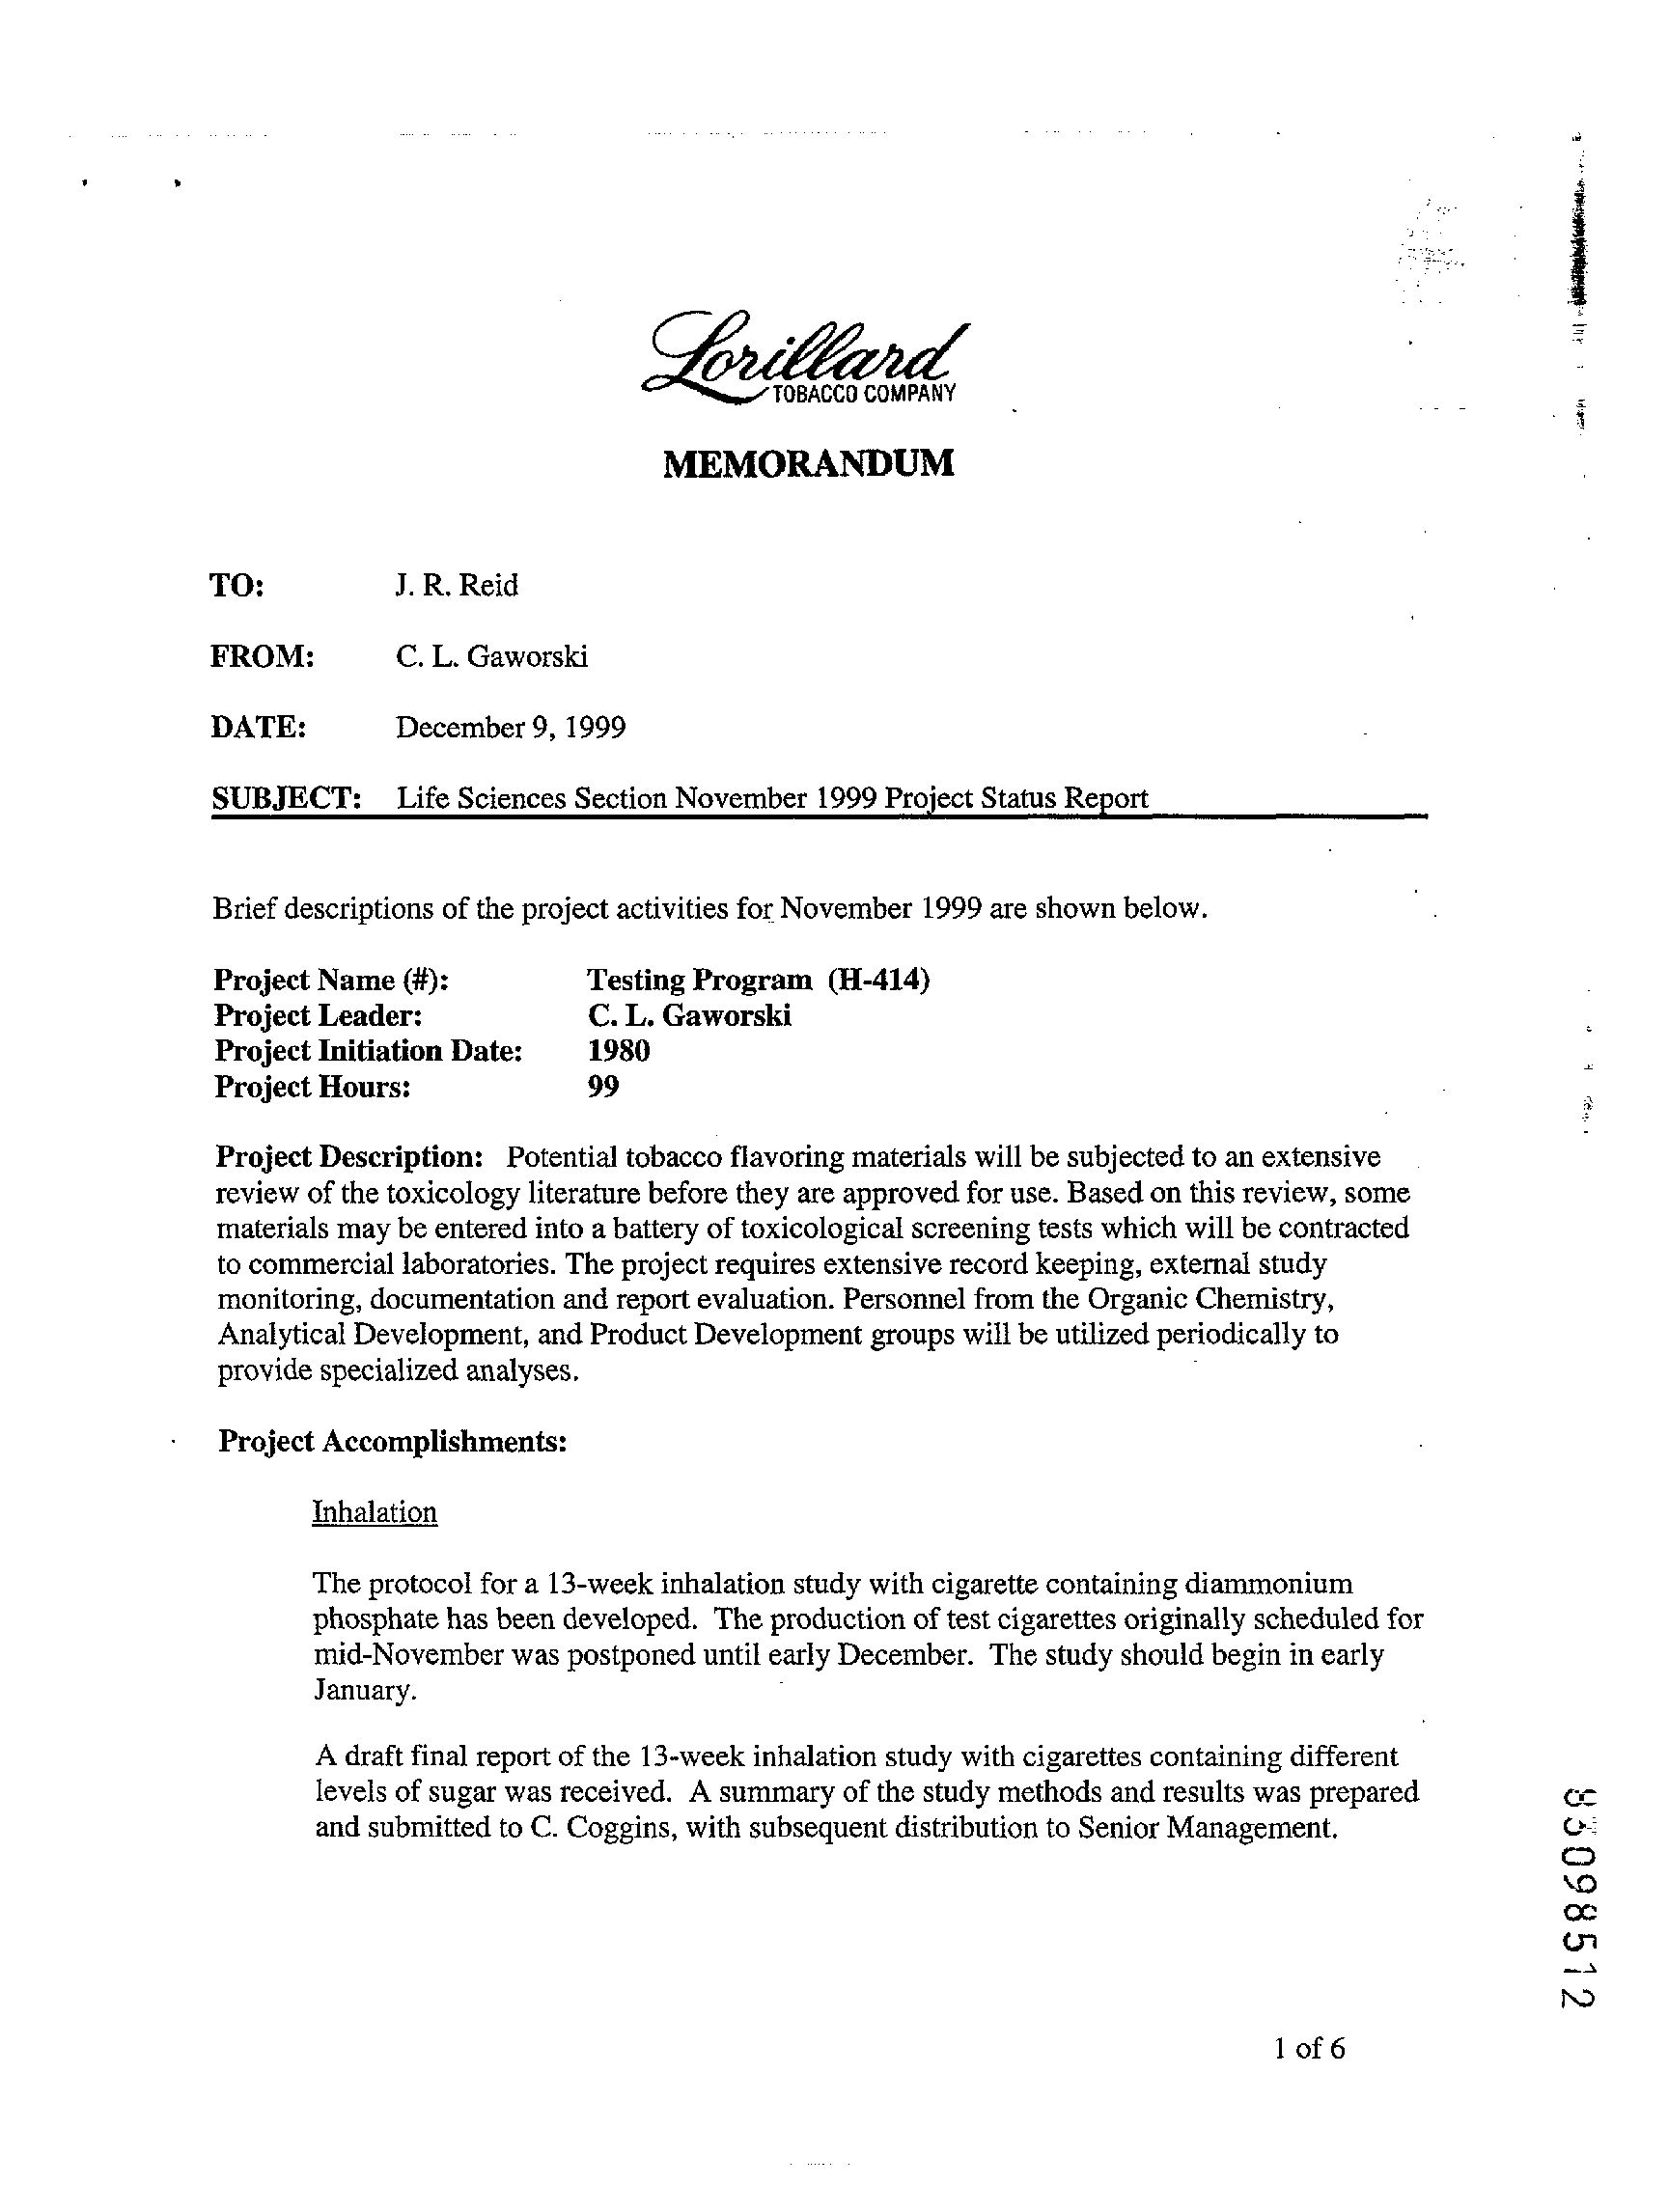 Lorillard
TOBACCO COMPANY
MEMORANDUM
TO: J. R. Reid
FROM: C. L. Gaworski
DATE: December 9, 1999
SUBJECT: Life Sciences Section November 1999 Project Status Report
Brief descriptions of the project activities for November 1999 are shown below.
Project Name (#): Testing Program (H-414)
Project Leader: C. L. Gaworski
Project Initiation Date: 1980
Project Hours: 99
Project Description: Potential tobacco flavoring materials will be subjected to an extensive
review of the toxicology literature before they are approved for use. Based on this review, some
materials may be entered into a battery of toxicological screening tests which will be contracted
to commercial laboratories. The project requires extensive record keeping, external study
monitoring, documentation and report evaluation. Personnel from the Organic Chemistry,
Analytical Development, and Product Development groups will be utilized periodically to
provide specialized analyses.
Project Accomplishments:
Inhalation
The protocol for a 13-week inhalation study with cigarette containing diammonium
phosphate has been developed. The production of test cigarettes originally scheduled for
mid-November was postponed until early December. The study should begin in early
January.
A draft final report of the 13-week inhalation study with cigarettes containing different
levels of sugar was received. A summary of the study methods and results was prepared
and submitted to C. Coggins, with subsequent distribution to Senior Management.
1 of 6